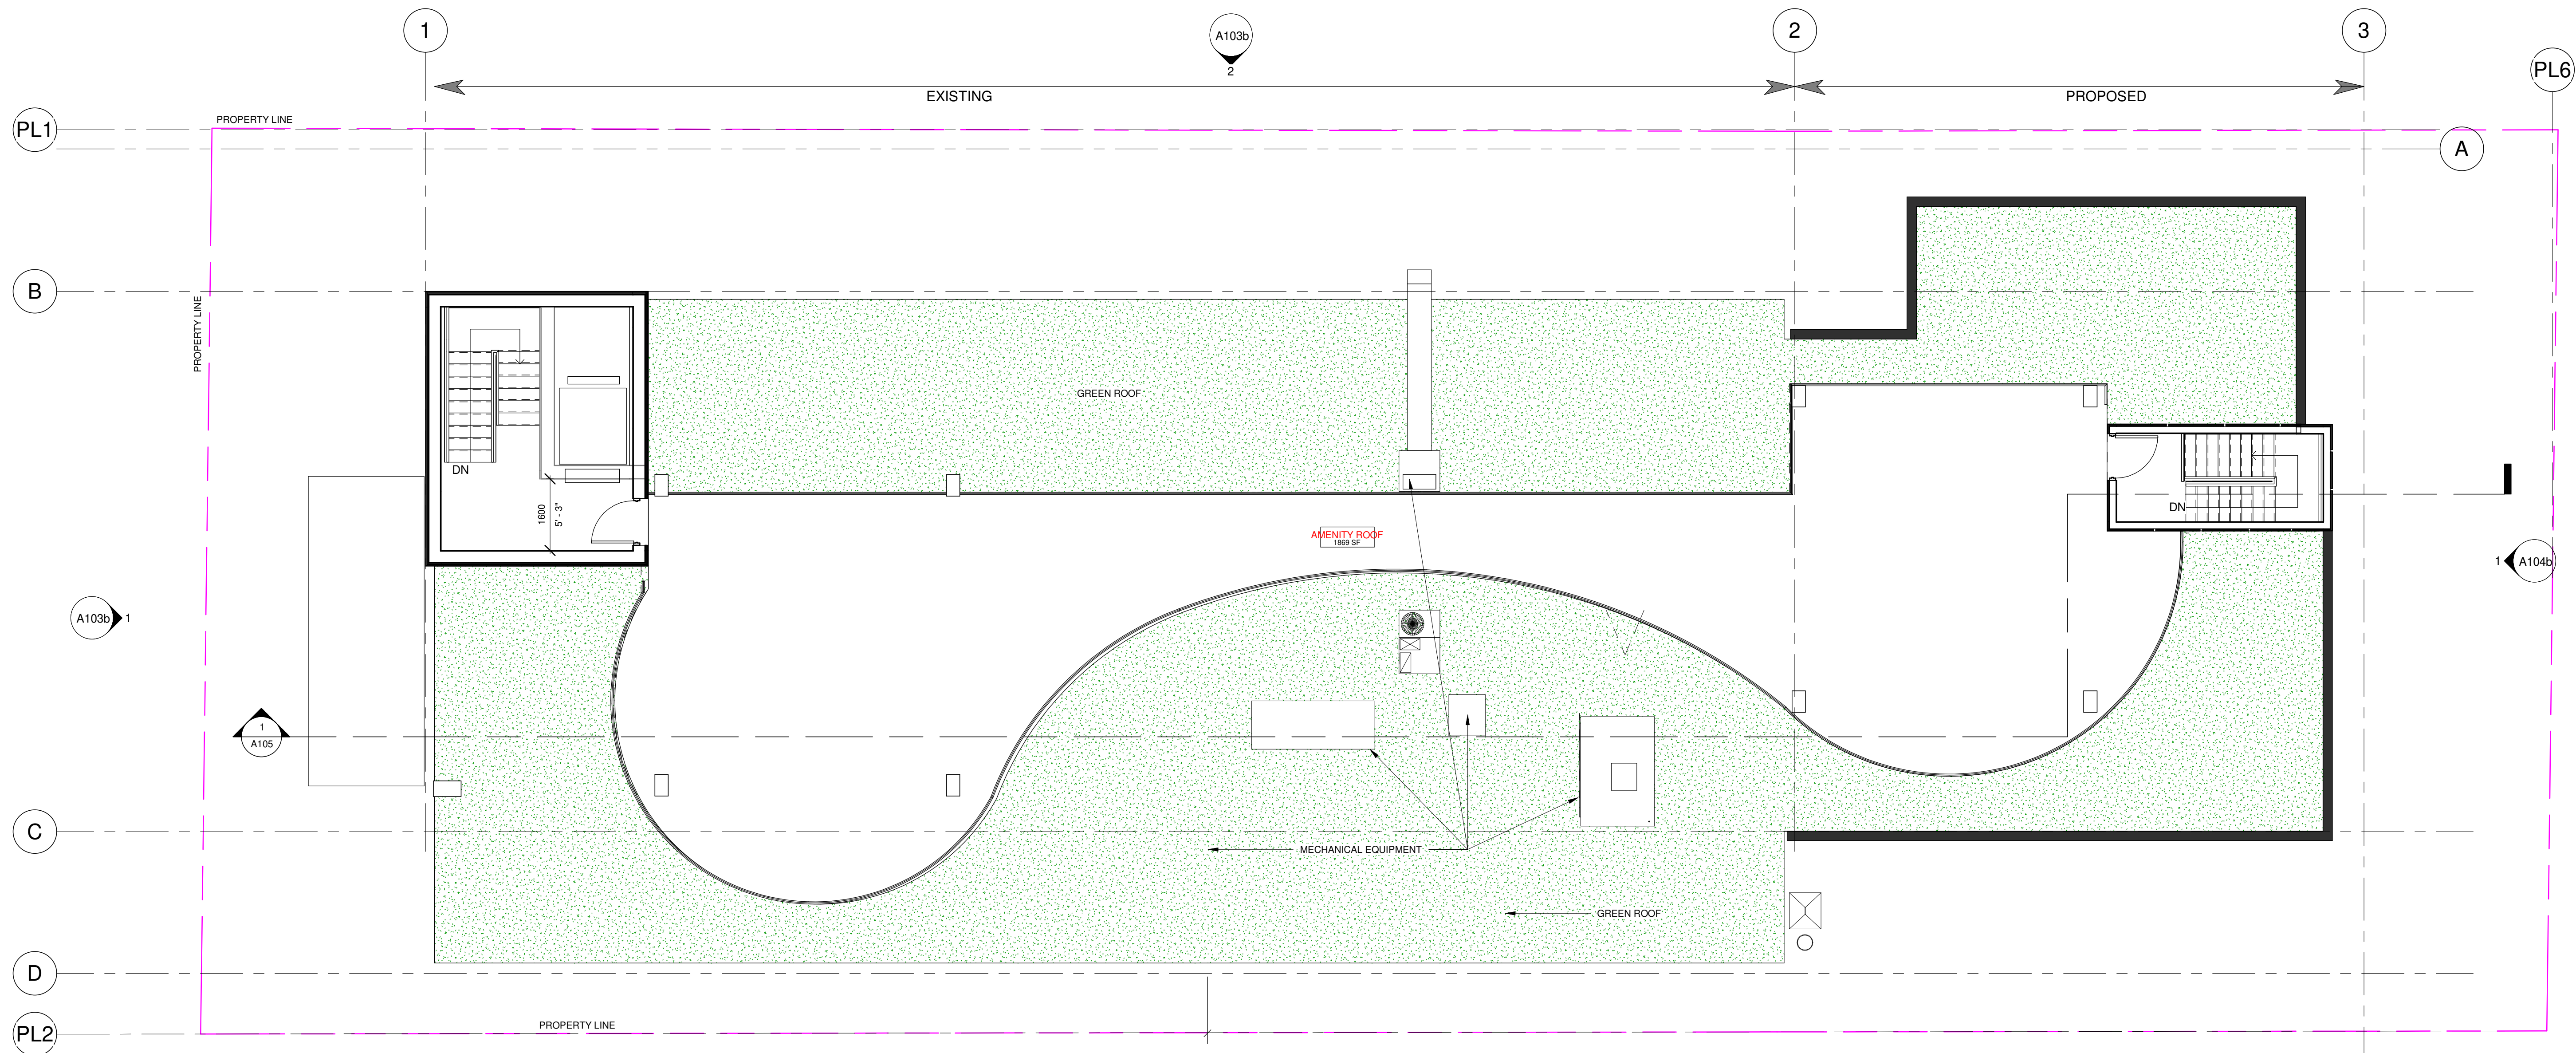 1
A103b
2
2
3
PL6
EXISTING
PROPOSED
PL1
PROPERTY LINE
A
B
PROPERTY LINE
GREEN ROOF
DN
1600
5' - 3"
DN
AMENITY ROOF
1869 SF
1
A104b
A103b
1
1
A105
C
MECHANICAL EQUIPMENT
GREEN ROOF
D
PROPERTY LINE
PL2